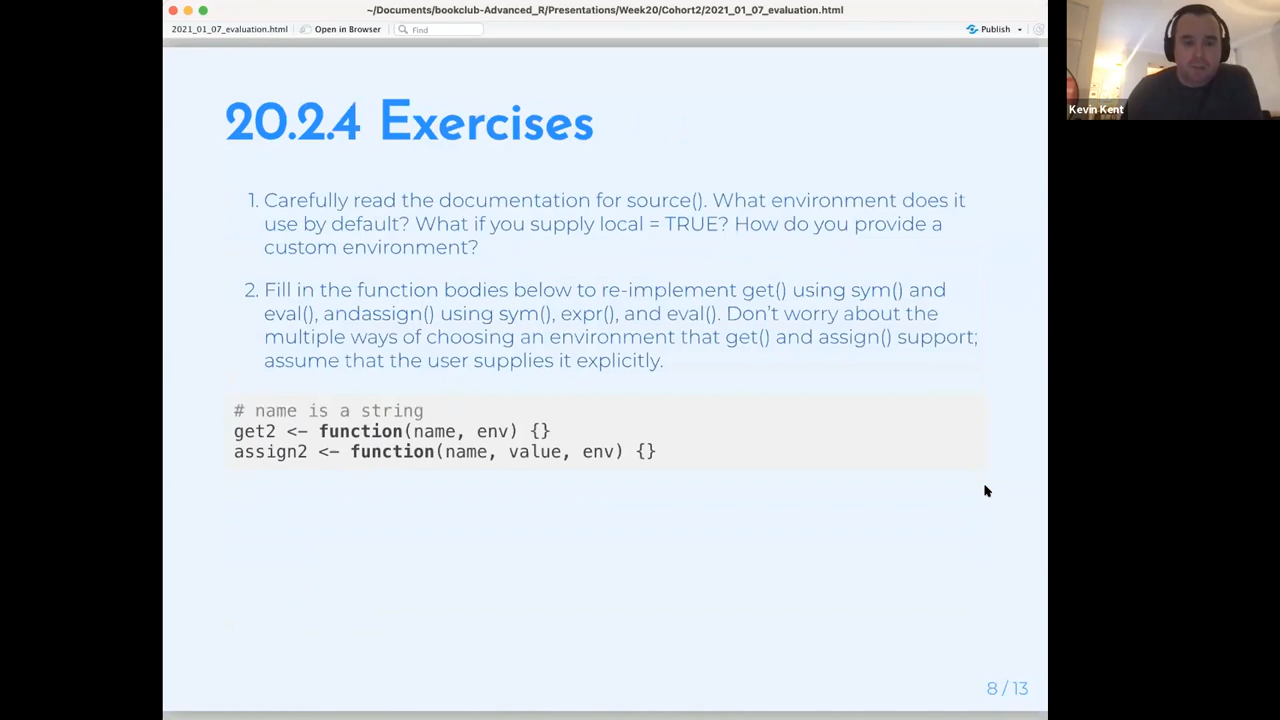 ~/Documents/bookclub-Advanced_R/Presentations/Week20/Cohort2/2021_01_07_evaluation.html
2021_01_07_evaluation.html
Open in Browser
Find
Publish
Kevin Kent
20.2.4 Exercises
1. Carefully read the documentation for source(). What environment does it
use by default? What if you supply local = TRUE? How do you provide a
custom environment?
2. Fill in the function bodies below to re-implement get() using sym() and
eval(), andassign() using sym(), expr(), and eval(). Don’t worry about the
multiple ways of choosing an environment that get() and assign() support;
assume that the user supplies it explicitly.
# name is a string
get2 <- function(name, env) {}
assign2 <- function(name, value, env) {}
8 / 13